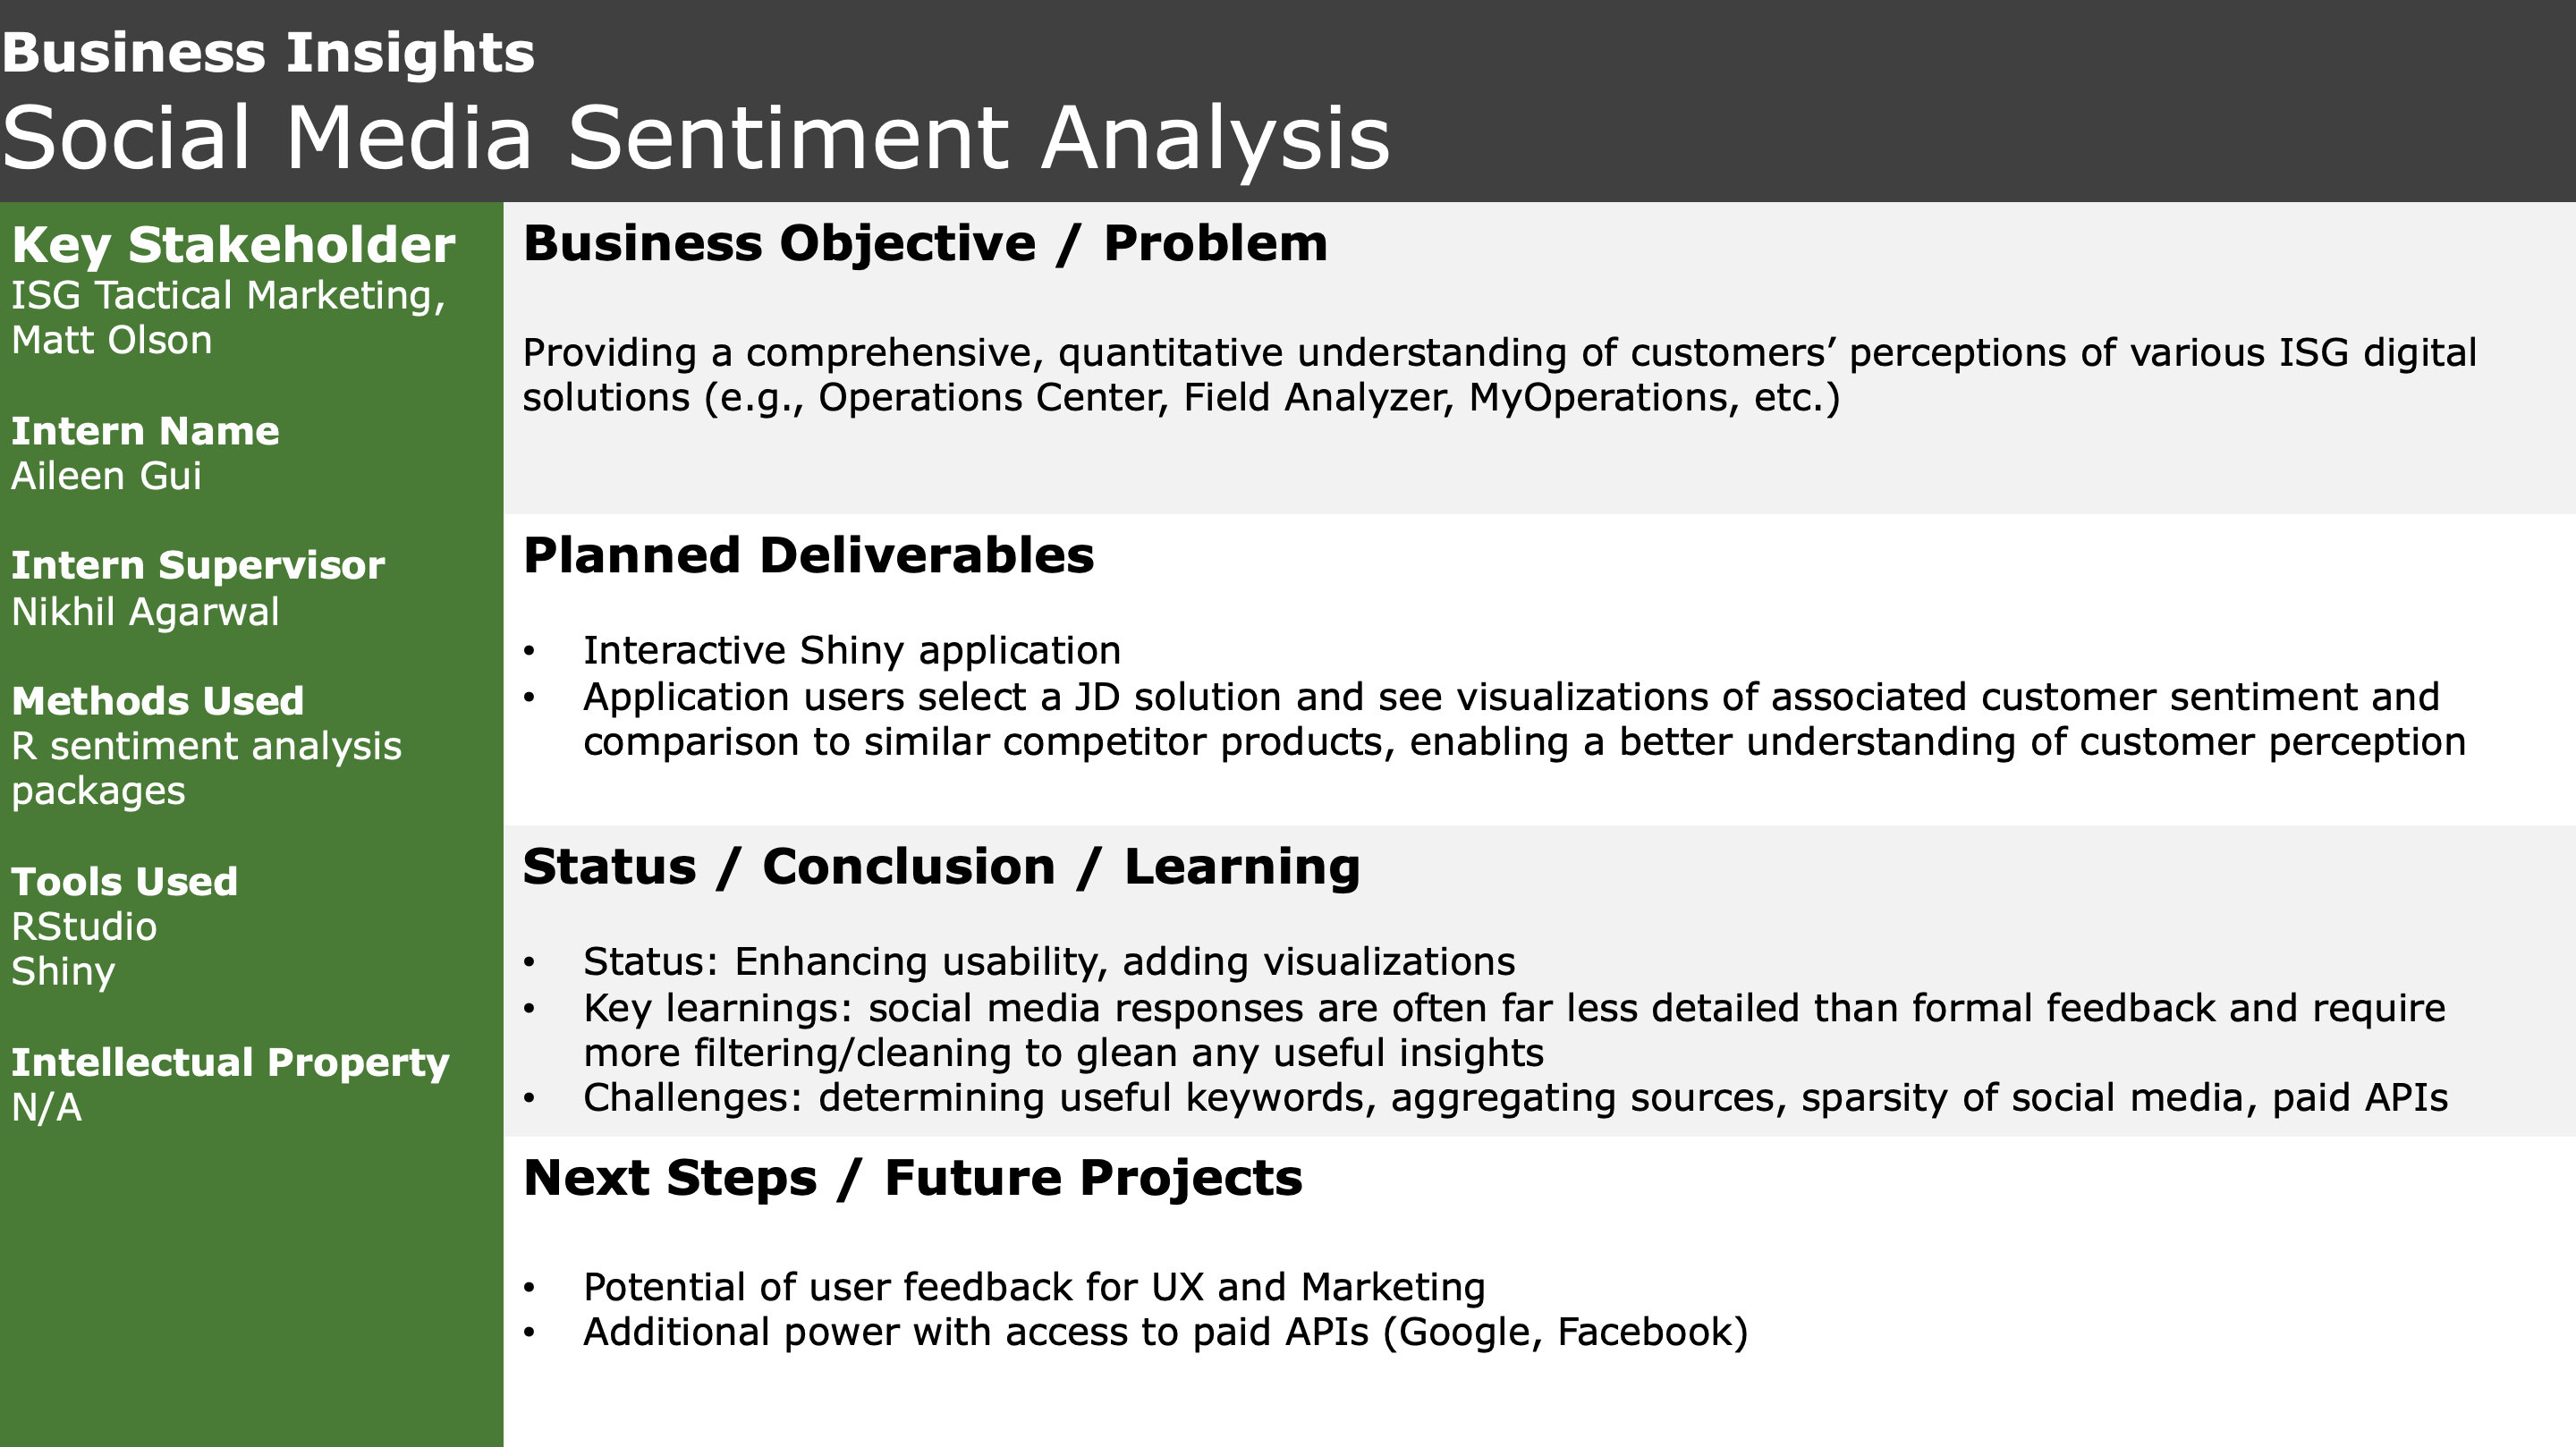 Business Insights
Social Media Sentiment Analysis
Key Stakeholder
ISG Tactical Marketing,
Matt Olson
Intern Name
Aileen Gui
Intern Supervisor
Nikhil Agarwal
Methods Used
R sentiment analysis
packages
Tools Used
RStudio
Shiny
Intellectual Property
N/A
Business Objective / Problem
Providing a comprehensive, quantitative understanding of customers’ perceptions of various ISG digital
solutions (e.g., Operations Center, Field Analyzer, MyOperations, etc.)
Planned Deliverables
• Interactive Shiny application
• Application users select a JD solution and see visualizations of associated customer sentiment and
comparison to similar competitor products, enabling a better understanding of customer perception
Status / Conclusion / Learning
• Status: Enhancing usability, adding visualizations
• Key learnings: social media responses are often far less detailed than formal feedback and require
more filtering/cleaning to glean any useful insights
• Challenges: determining useful keywords, aggregating sources, sparsity of social media, paid APIs
Next Steps / Future Projects
• Potential of user feedback for UX and Marketing
• Additional power with access to paid APIs (Google, Facebook)